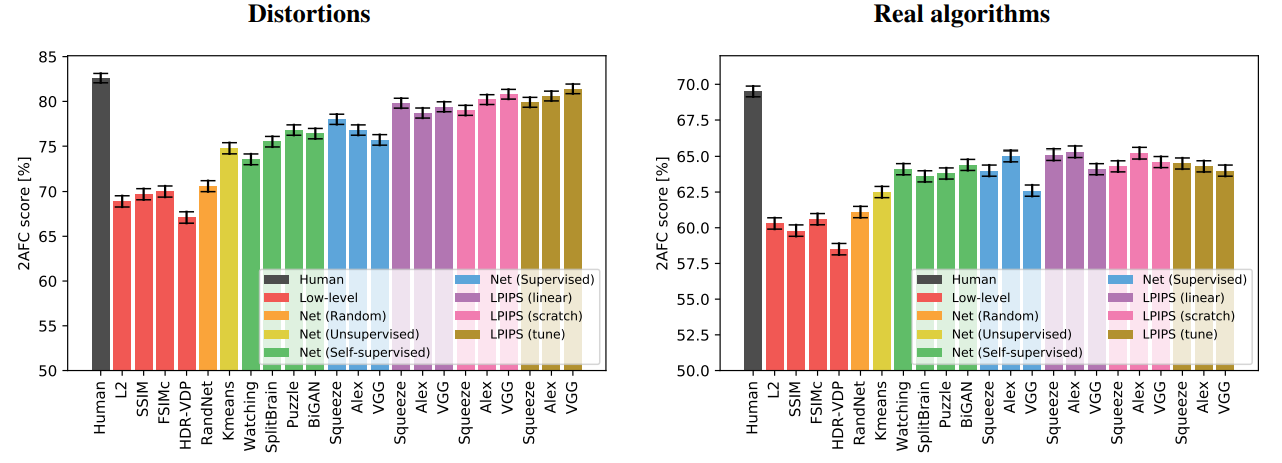 Distortions
2AFC score [%]
85
80
75
70
65
60
55
50
Human
Low-level
Net (Random)
Net (Unsupervised)
Net (Self-supervised)
Net (Supervised)
LPIPS (linear)
LPIPS (scratch)
LPIPS (tune)
Human
L2
SSIM
FSIMc
HDR-VDP
RandNet
Kmeans
Watching
SplitBrain
Puzzle
BiGAN
Squeeze
Alex
VGG
Squeeze
Alex
VGG
Squeeze
Alex
VGG
Squeeze
Alex
VGG
Real algorithms
2AFC score [%]
70.0
67.5
65.0
62.5
60.0
57.5
55.0
52.5
50.0
Human
Low-level
Net (Random)
Net (Unsupervised)
Net (Self-supervised)
Net (Supervised)
LPIPS (linear)
LPIPS (scratch)
LPIPS (tune)
Human
L2
SSIM
FSIMc
HDR-VDP
RandNet
Kmeans
Watching
SplitBrain
Puzzle
BiGAN
Squeeze
Alex
VGG
Squeeze
Alex
VGG
Squeeze
Alex
VGG
Squeeze
Alex
VGG